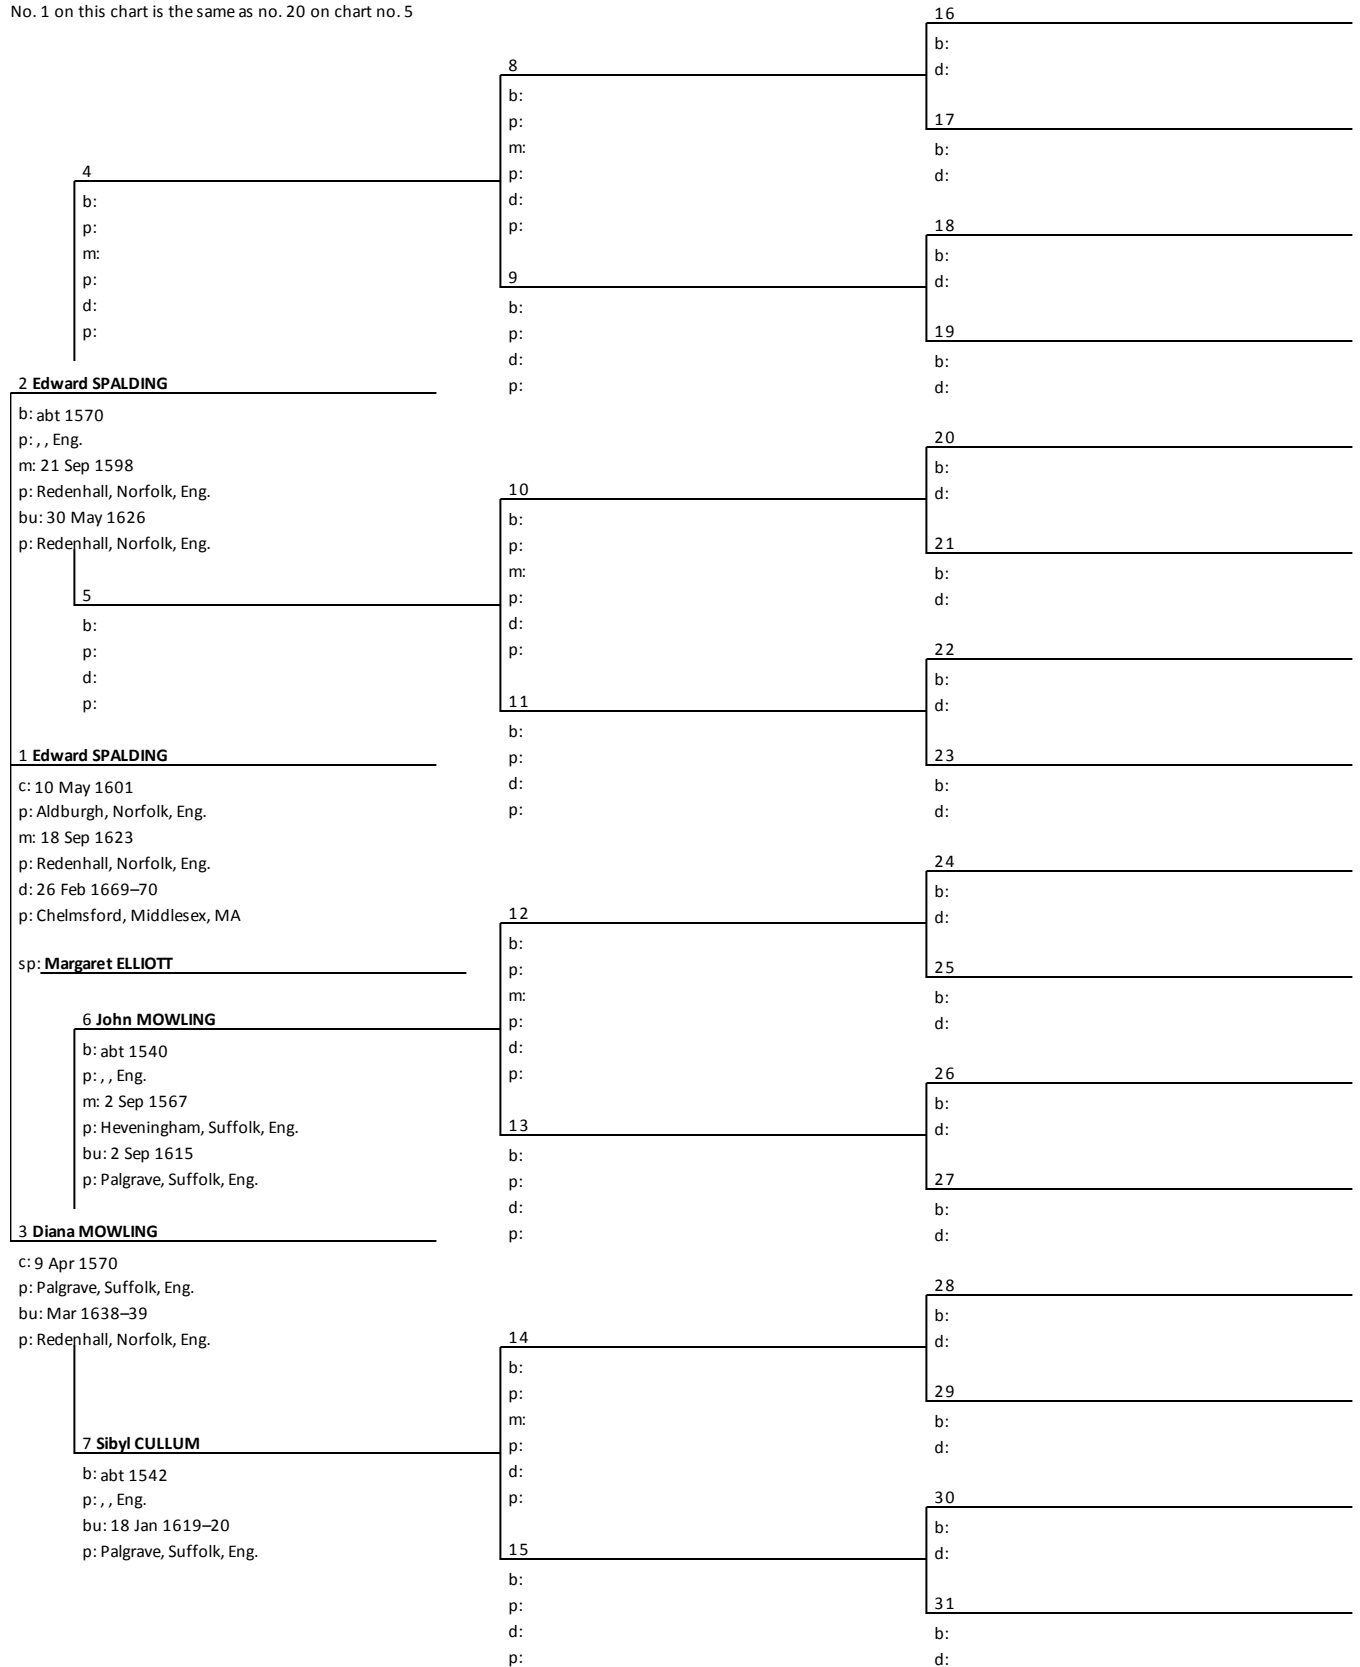 No. 1 on this chart is the same as no. 20 on chart no. 5
16
b:
d:
8
b:
p:
m:
p:
d:
p:
17
b:
d:
4
b:
p:
m:
p:
d:
p:
18
b:
d:
9
b:
p:
d:
p:
19
b:
d:
2 Edward SPALDING
b: abt 1570
p: , , Eng.
m: 21 Sep 1598
p: Redenhall, Norfolk, Eng.
bu: 30 May 1626
p: Redenhall, Norfolk, Eng.
20
b:
d:
10
b:
p:
m:
p:
d:
p:
21
b:
d:
5
b:
p:
d:
p:
22
b:
d:
11
b:
p:
d:
p:
23
b:
d:
1 Edward SPALDING
c: 10 May 1601
p: Aldburgh, Norfolk, Eng.
m: 18 Sep 1623
p: Redenhall, Norfolk, Eng.
d: 26 Feb 1669–70
p: Chelmsford, Middlesex, MA
sp: Margaret ELLIOTT
24
b:
d:
12
b:
p:
m:
p:
d:
p:
25
b:
d:
6 John MOWLING
b: abt 1540
p: , , Eng.
m: 2 Sep 1567
p: Heveningham, Suffolk, Eng.
bu: 2 Sep 1615
p: Palgrave, Suffolk, Eng.
26
b:
d:
13
b:
p:
d:
p:
27
b:
d:
3 Diana MOWLING
c: 9 Apr 1570
p: Palgrave, Suffolk, Eng.
bu: Mar 1638–39
p: Redenhall, Norfolk, Eng.
28
b:
d:
14
b:
p:
m:
p:
d:
p:
29
b:
d:
7 Sibyl CULLUM
b: abt 1542
p: , , Eng.
bu: 18 Jan 1619–20
p: Palgrave, Suffolk, Eng.
30
b:
d:
15
b:
p:
d:
p:
31
b:
d: